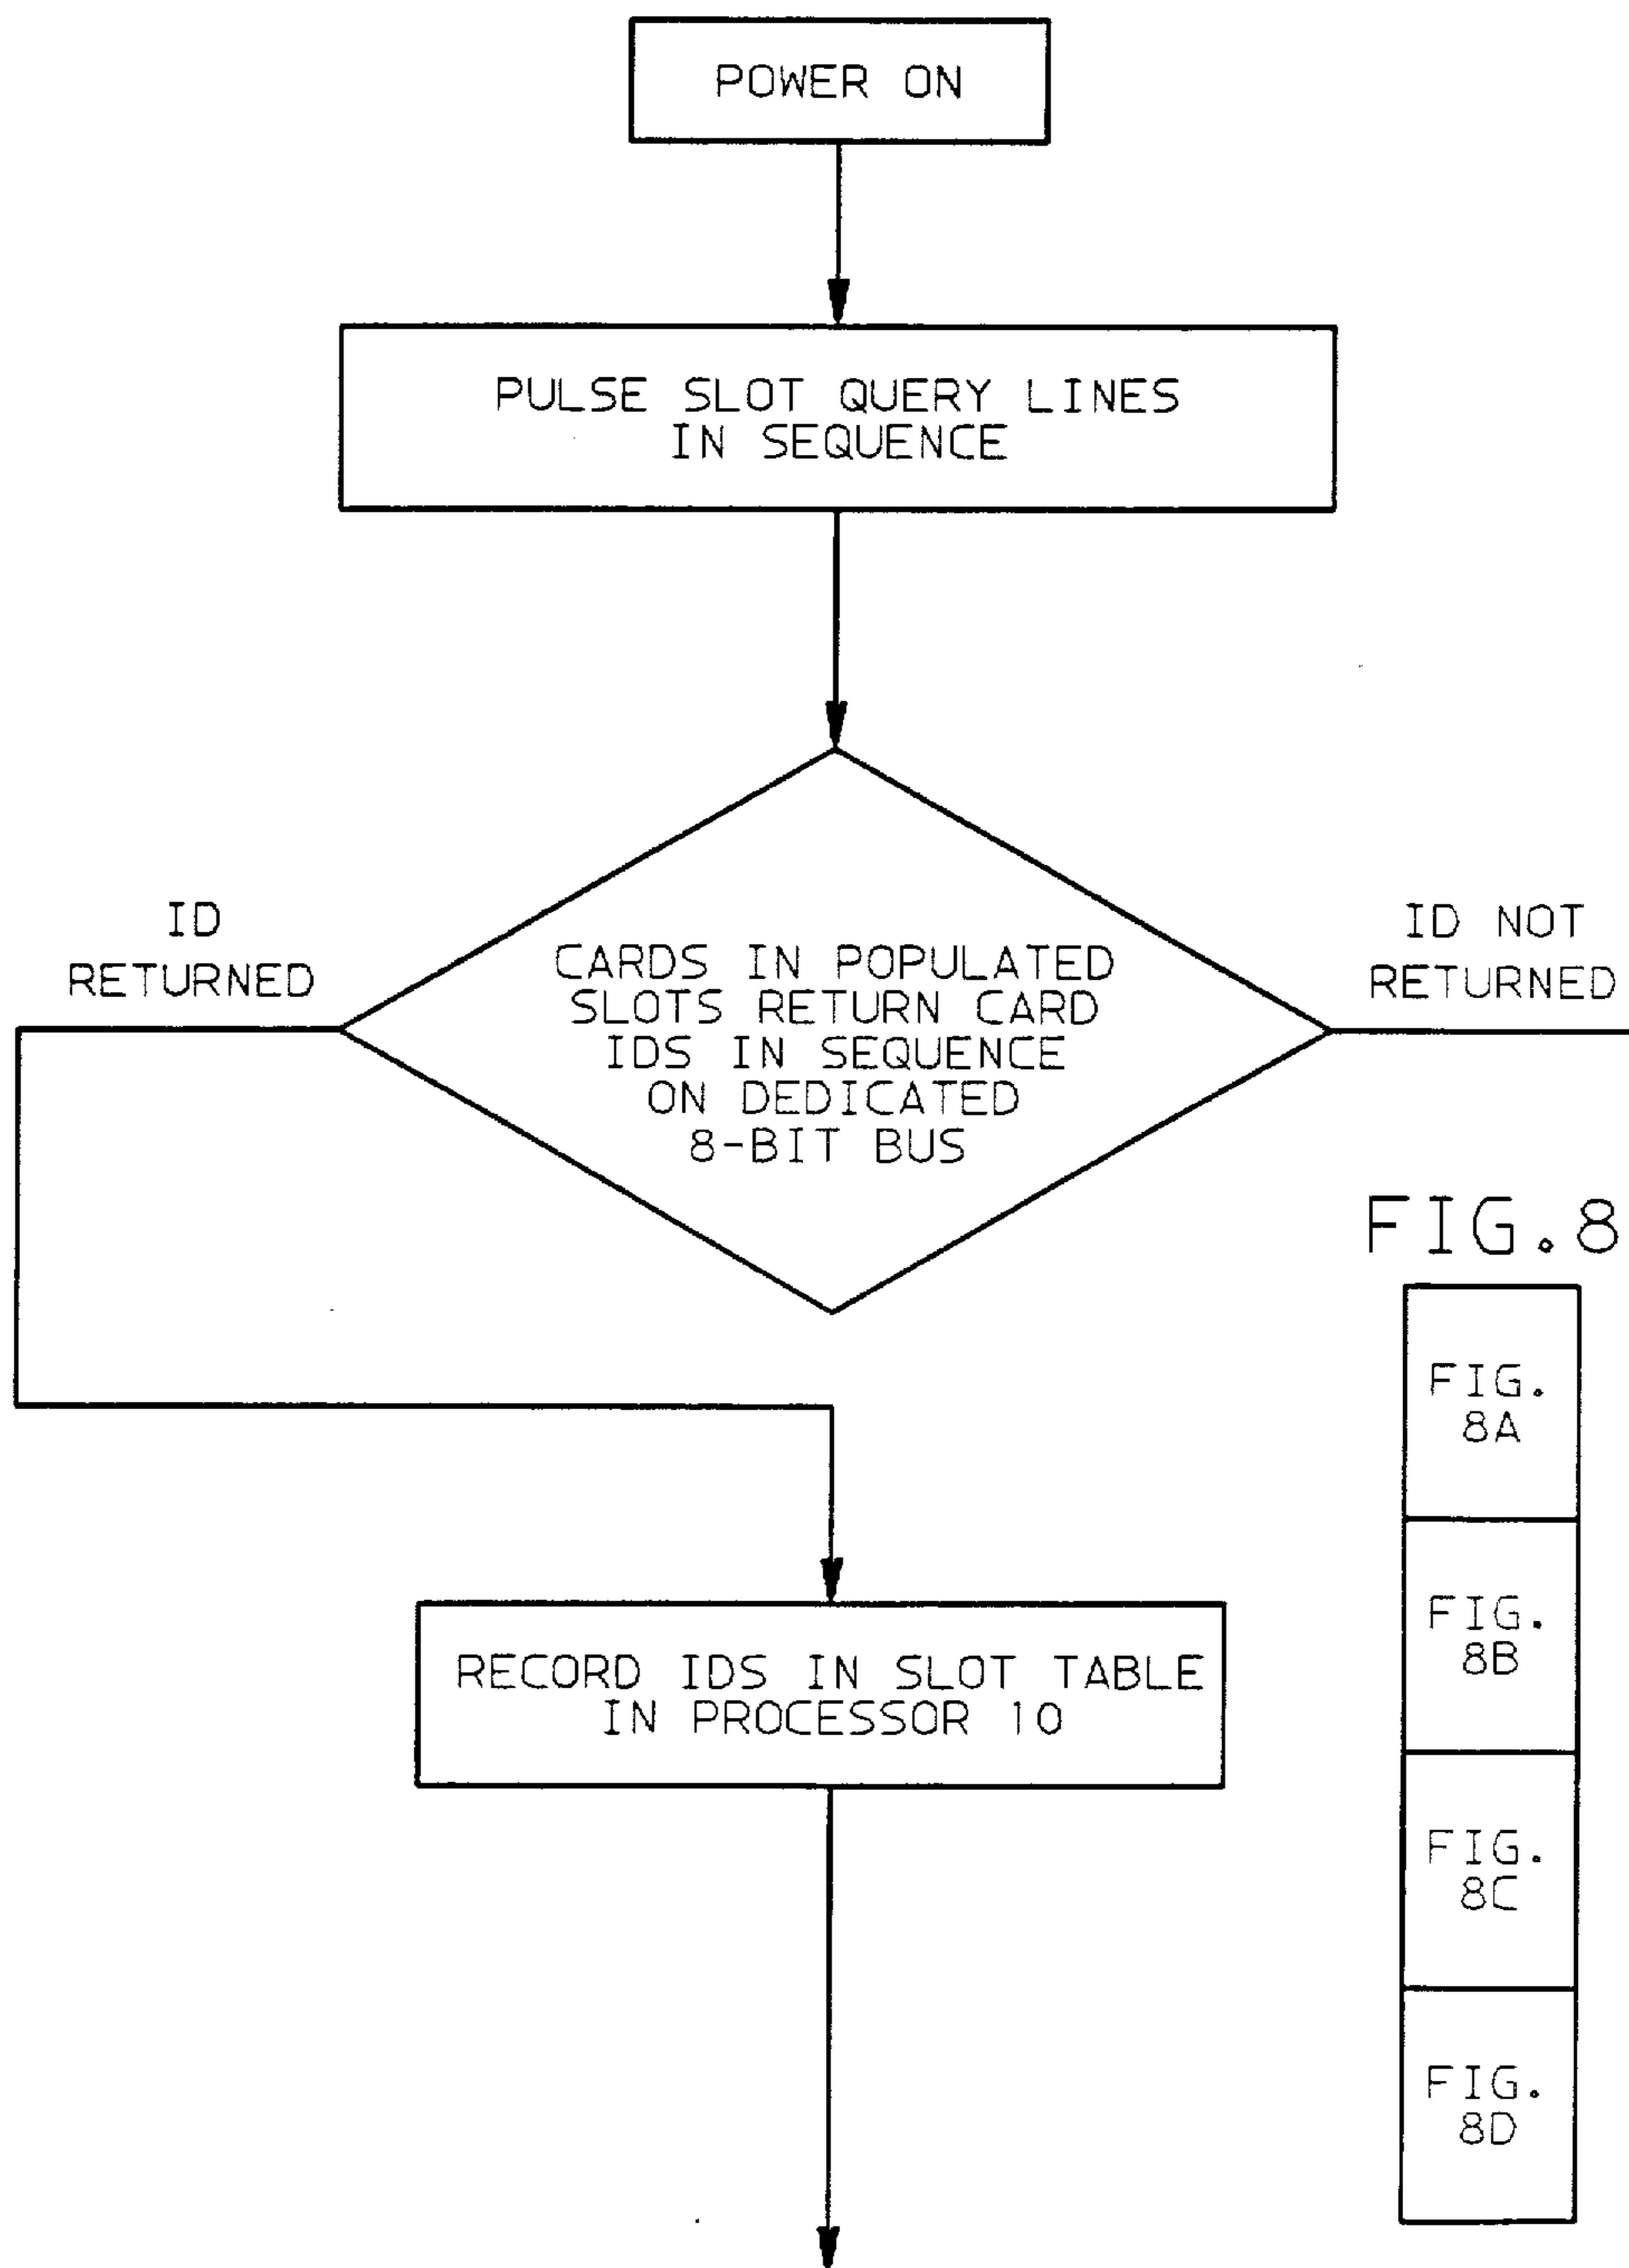 POWER ON
PULSE SLOT QUERY LINES
IN SEQUENCE
ID
RETURNED
CARDS IN POPULATED
SLOTS RETURN CARD
IDS IN SEQUENCE
ON DEDICATED
8-BIT BUS
ID NOT
RETURNED
RECORD IDS IN SLOT TABLE
IN PROCESSOR 10
FIG.8
FIG.
8A
FIG.
8B
FIG.
8C
FIG.
8D